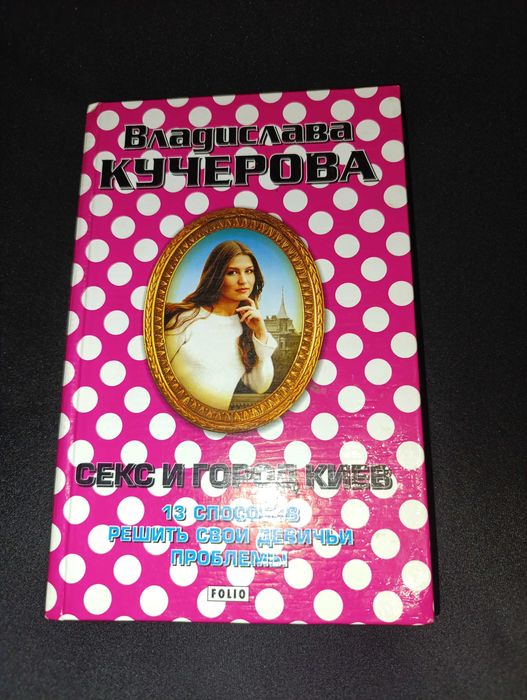 Владислава
КУЧЕРОВА
СЕКС И ГОРОД КИЕВ
13 СПОСОБОВ
РЕШИТЬ СВОИ ДЕВИЧЬИ
ПРОБЛЕМЫ
FOLIO